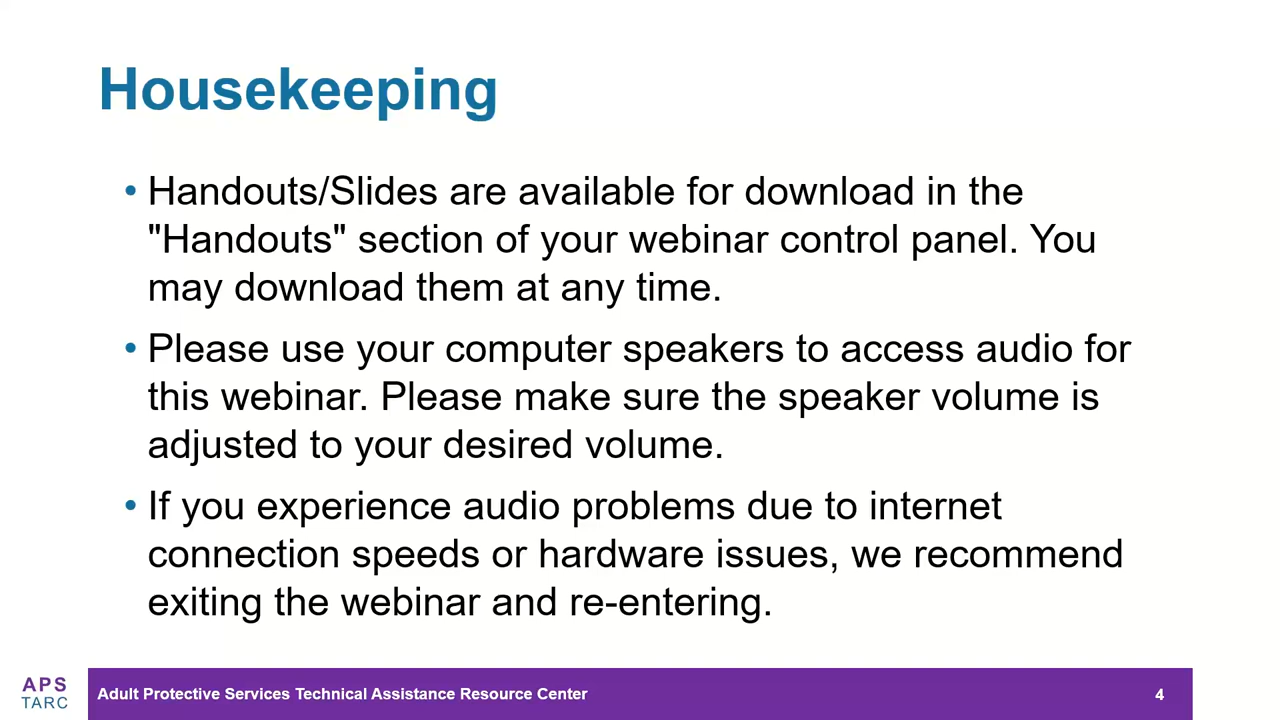 Housekeeping
• Handouts/Slides are available for download in the
"Handouts" section of your webinar control panel. You
may download them at any time.
• Please use your computer speakers to access audio for
this webinar. Please make sure the speaker volume is
adjusted to your desired volume.
• If you experience audio problems due to internet
connection speeds or hardware issues, we recommend
exiting the webinar and re-entering.
APS
TARC
Adult Protective Services Technical Assistance Resource Center
4